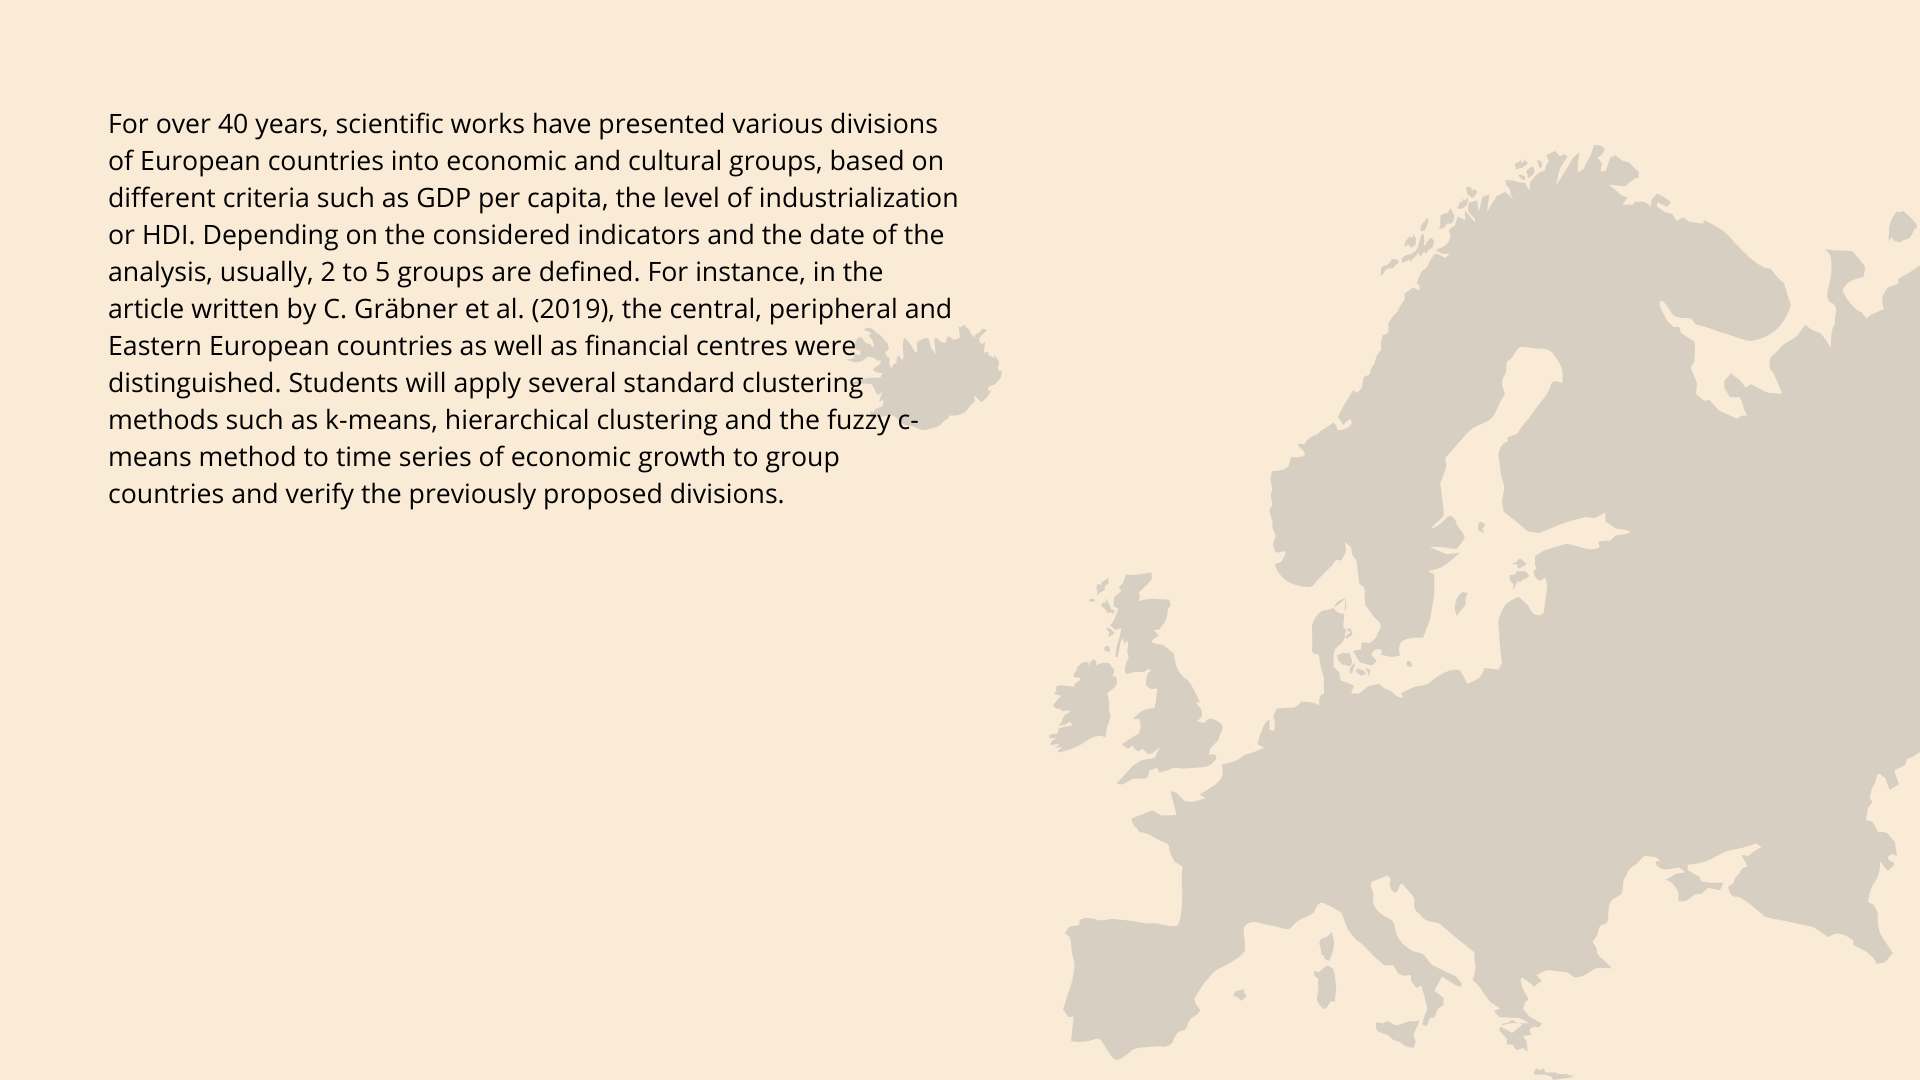 For over 40 years, scientific works have presented various divisions
of European countries into economic and cultural groups, based on
different criteria such as GDP per capita, the level of industrialization
or HDI. Depending on the considered indicators and the date of the
analysis, usually, 2 to 5 groups are defined. For instance, in the
article written by C. Gräbner et al. (2019), the central, peripheral and
Eastern European countries as well as financial centres were
distinguished. Students will apply several standard clustering
methods such as k-means, hierarchical clustering and the fuzzy c-
means method to time series of economic growth to group
countries and verify the previously proposed divisions.